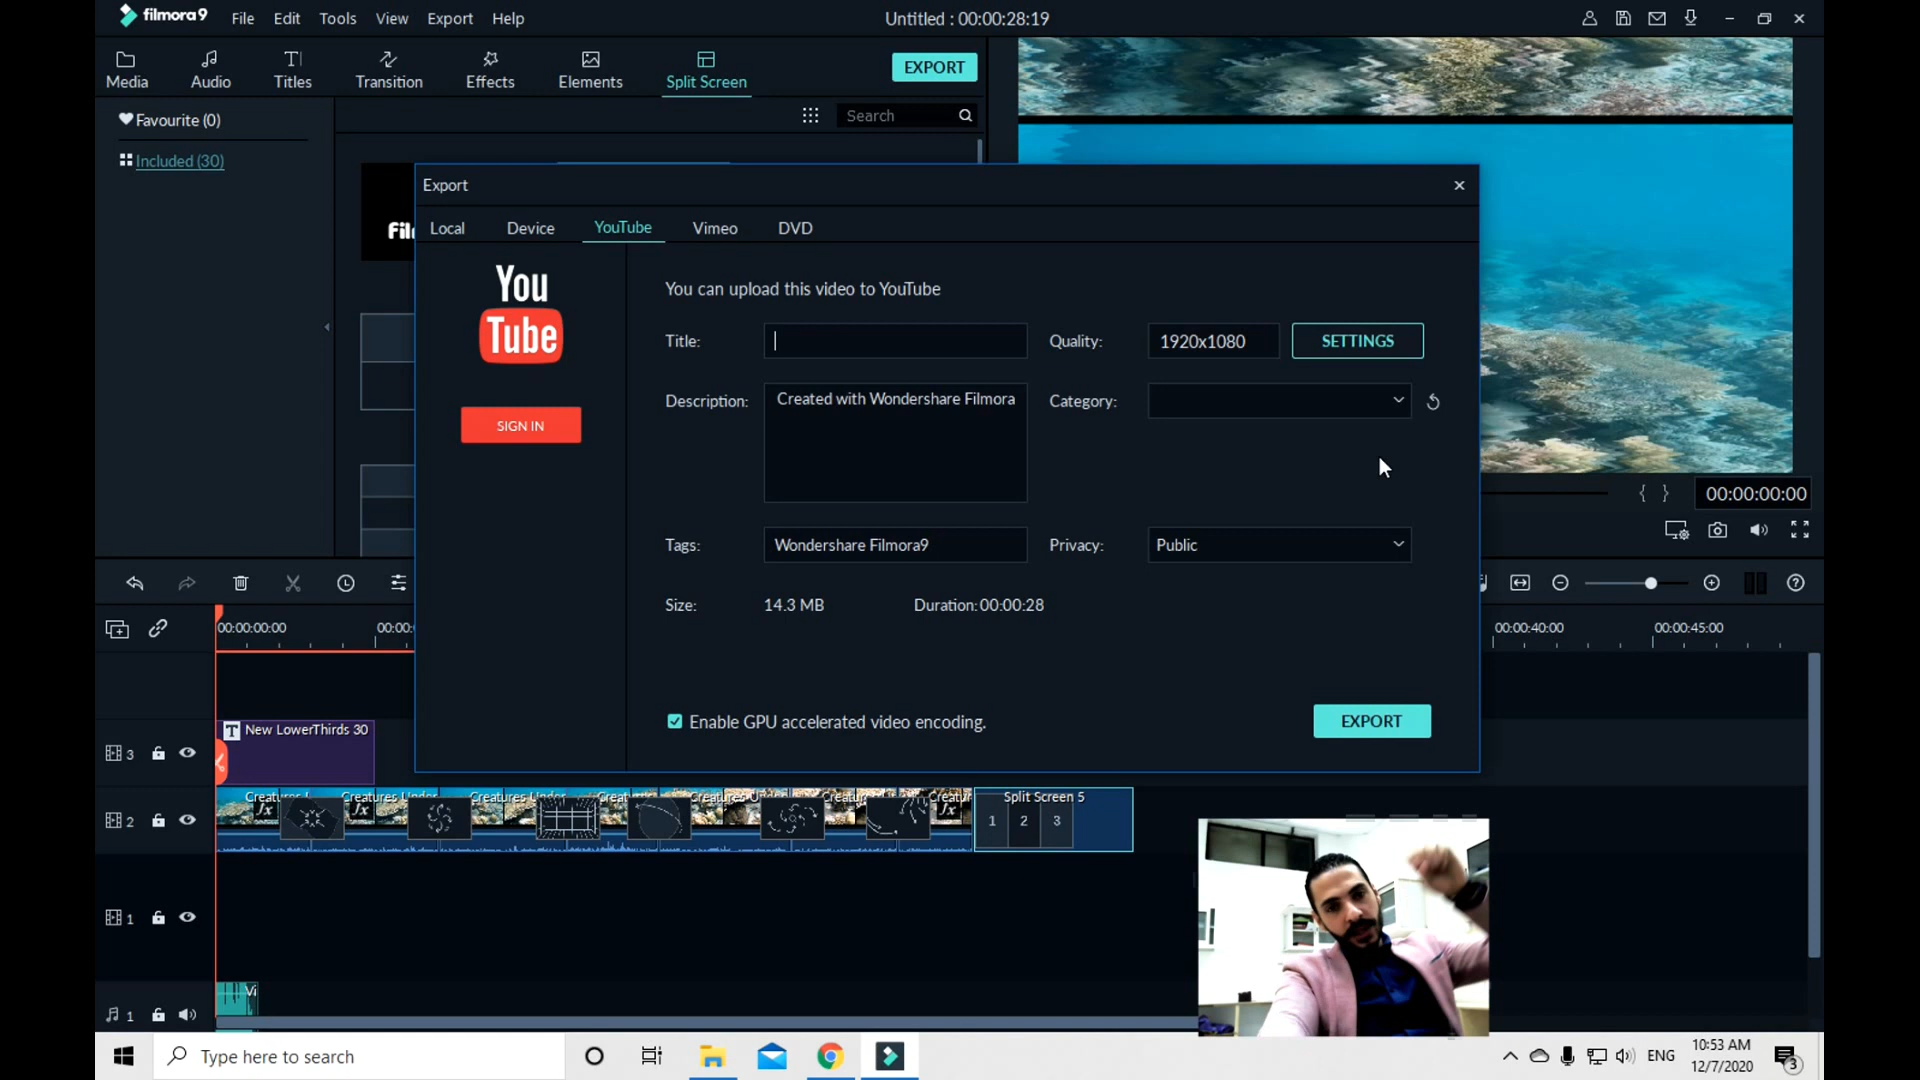 filmora9 File Edit Tools View Export Help Untitled : 00:00:28:19
Media Audio Titles Transition Effects Elements Split Screen EXPORT
Favourite (0) Search
Included (30)
Export
Local Device YouTube Vimeo DVD
You
Tube
SIGN IN
You can upload this video to YouTube
Title: Quality: 1920x1080 SETTINGS
Description: Created with Wondershare Filmora Category:
Tags: Wondershare Filmora9 Privacy: Public
Size: 14.3 MB Duration:00:00:28
Enable GPU accelerated video encoding. EXPORT
{ } 00:00:00:00
00:00:00:00 00:00: 00:00:40:00 00:00:45:00
3 T New LowerThirds 30
2 Split Screen 5
1 2 3
1
Vi
1
Type here to search
ENG 10:53 AM
12/7/2020 3